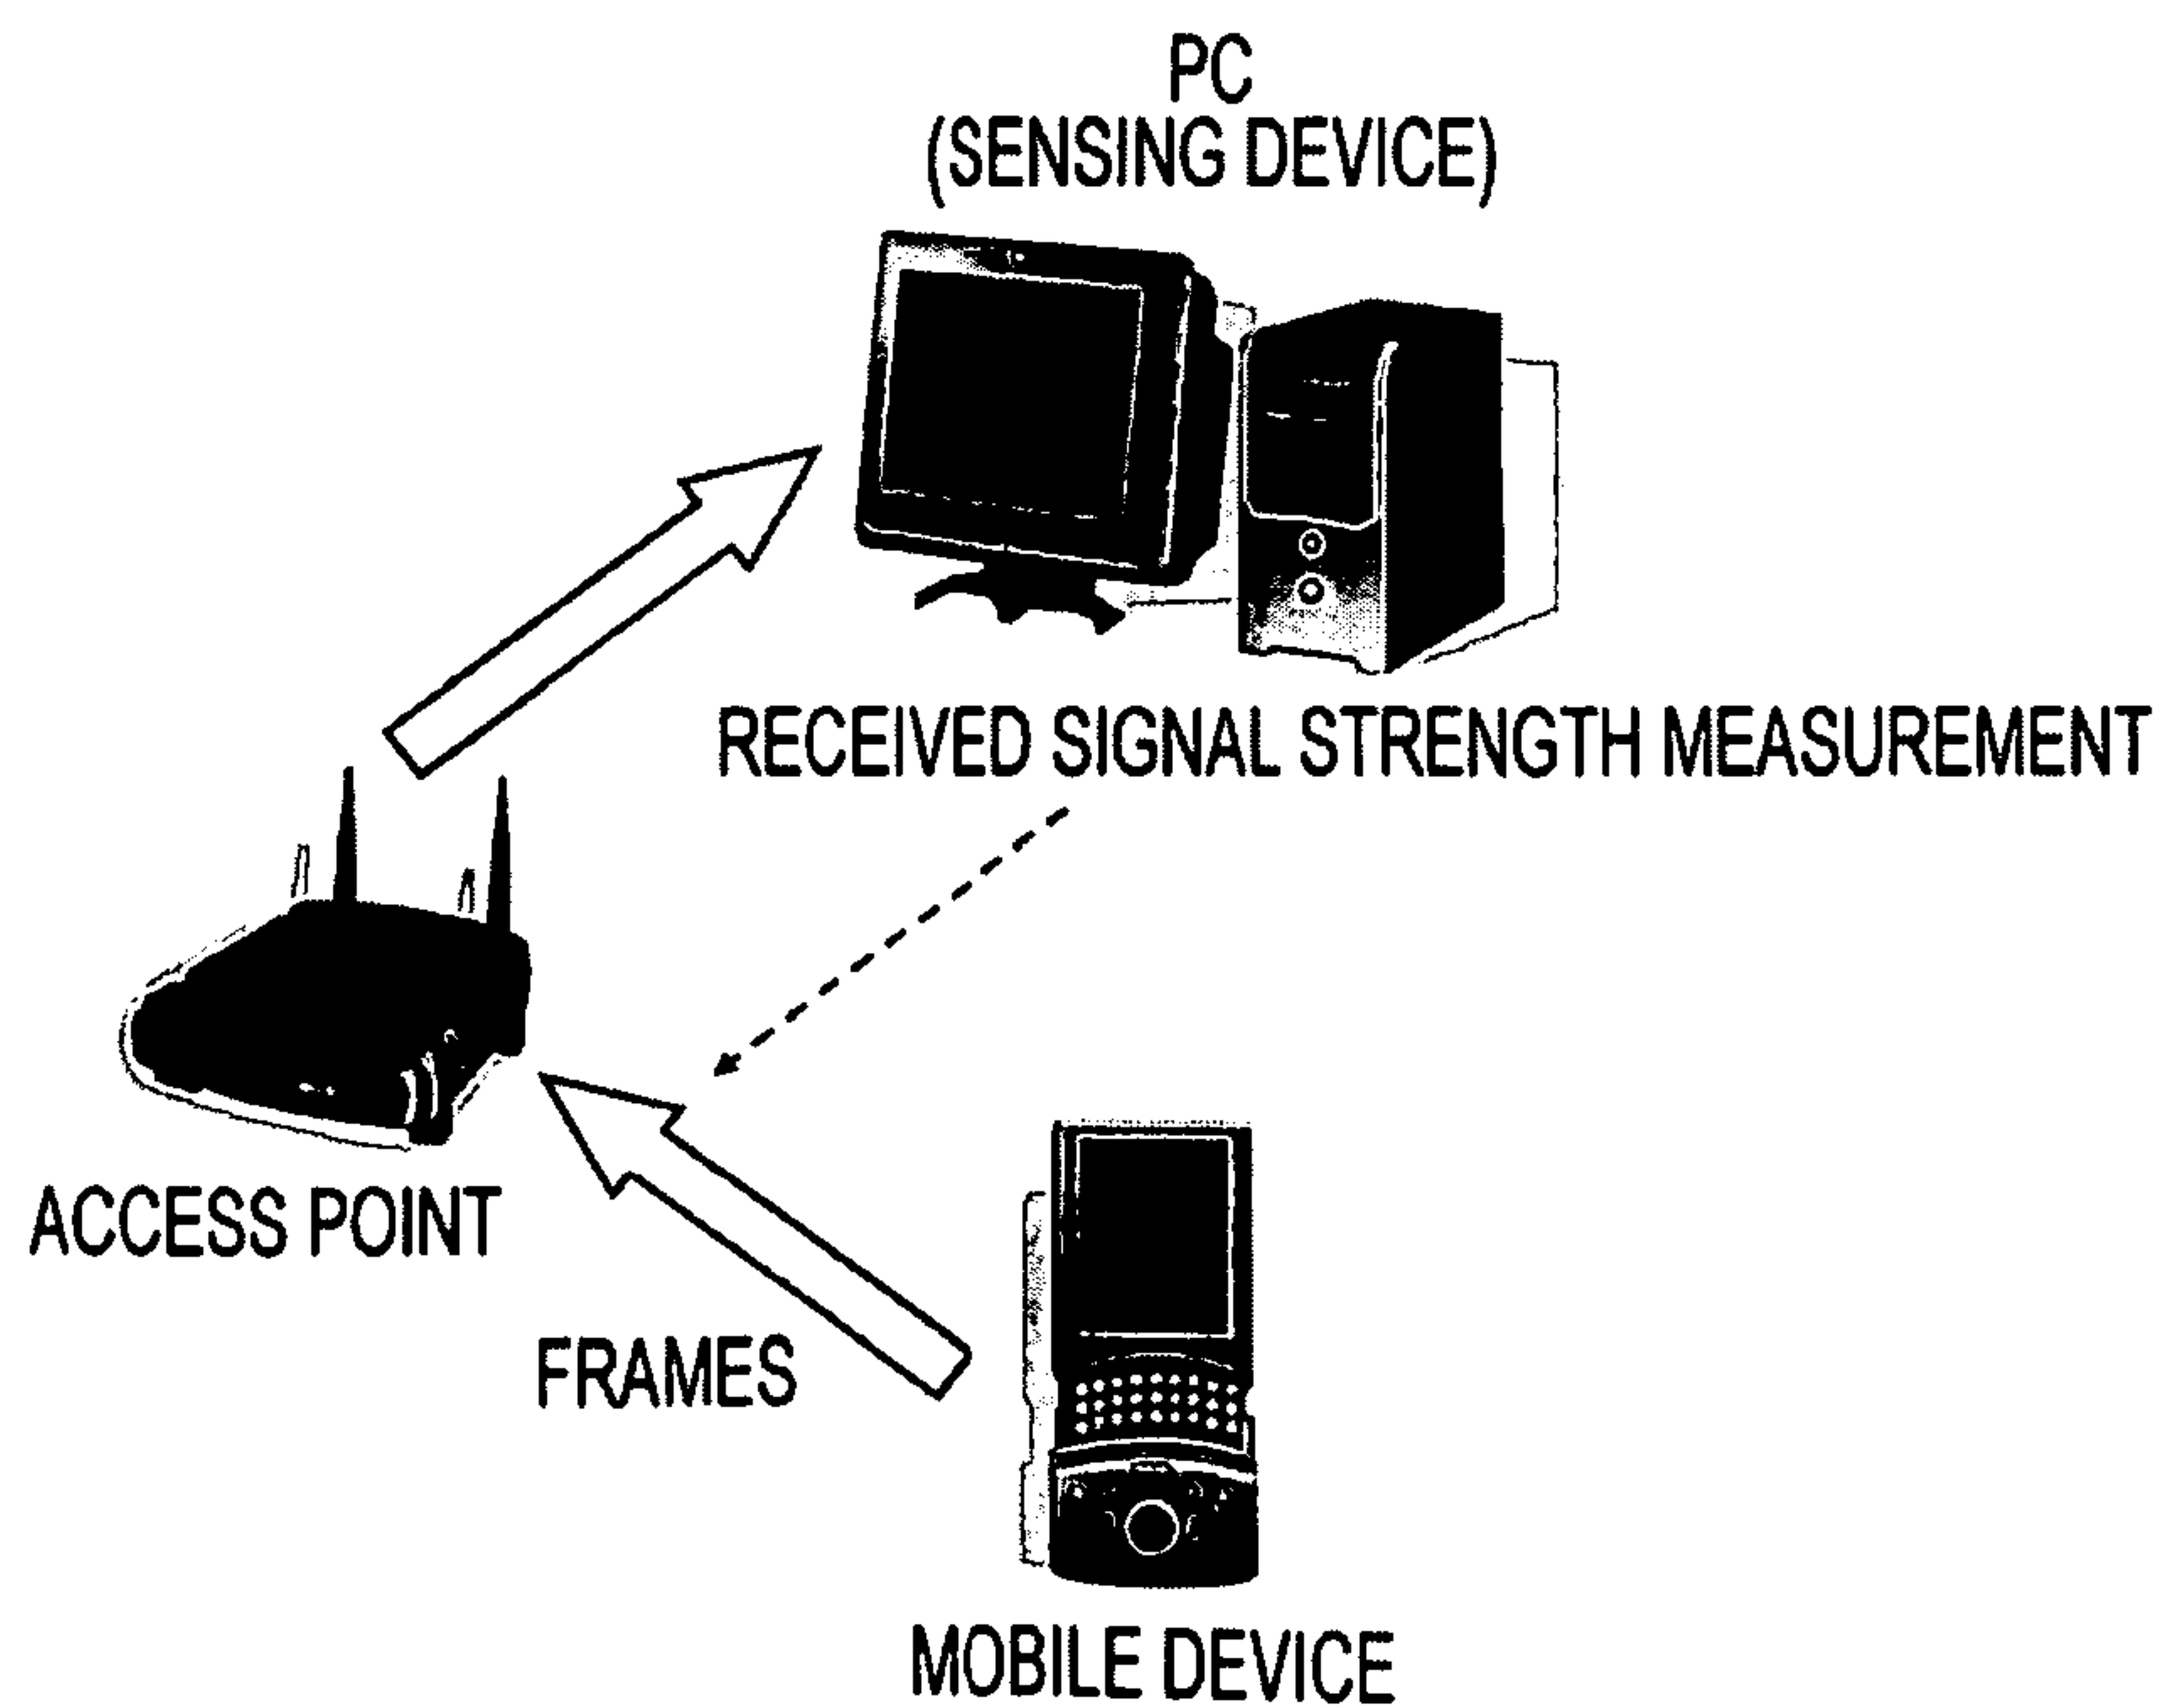 PC
(SENSING DEVICE)
RECEIVED SIGNAL STRENGTH MEASUREMENT
ACCESS POINT
FRAMES
MOBILE DEVICE